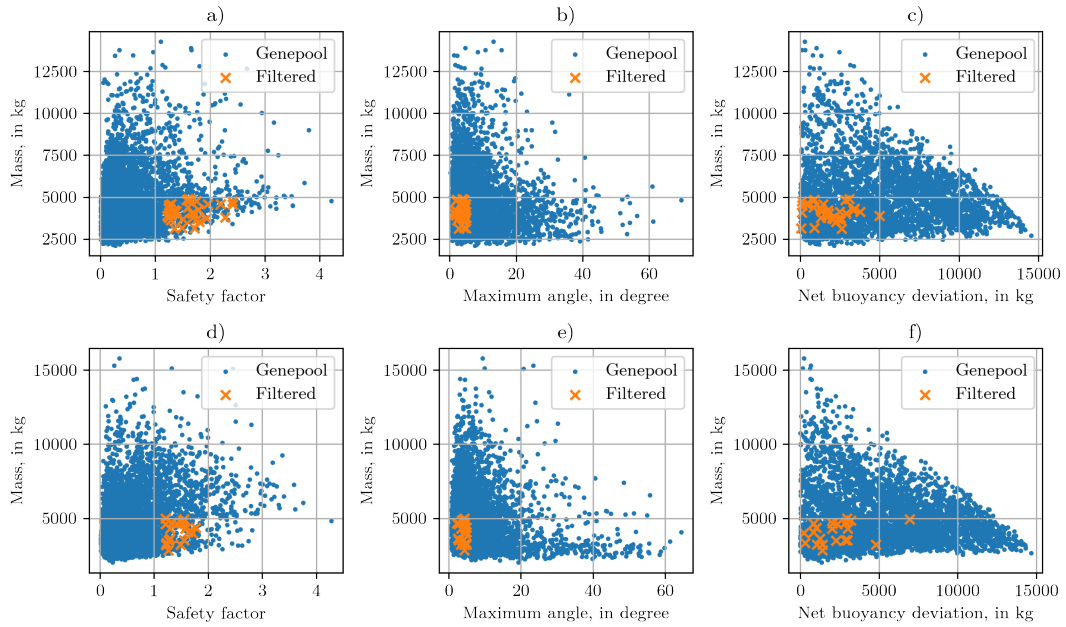 a)
Mass, in kg
12500
10000
7500
5000
2500
Genepool
Filtered
0 1 2 3 4
Safety factor
b)
Mass, in kg
12500
10000
7500
5000
2500
Genepool
Filtered
0 20 40 60
Maximum angle, in degree
c)
Mass, in kg
12500
10000
7500
5000
2500
Genepool
Filtered
0 5000 10000 15000
Net buoyancy deviation, in kg
d)
Mass, in kg
15000
10000
5000
Genepool
Filtered
0 1 2 3 4
Safety factor
e)
Mass, in kg
15000
10000
5000
Genepool
Filtered
0 20 40 60
Maximum angle, in degree
f)
Mass, in kg
15000
10000
5000
Genepool
Filtered
0 5000 10000 15000
Net buoyancy deviation, in kg